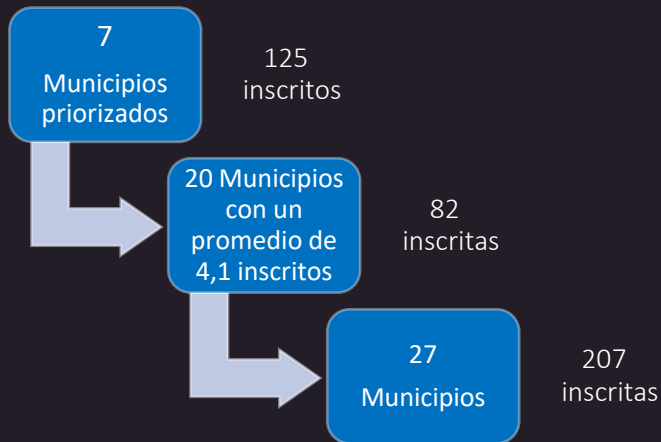 7
Municipios
priorizados
125
inscritos
20 Municipios
con un
promedio de
4,1 inscritos
82
inscritas
27
Municipios
207
inscritas